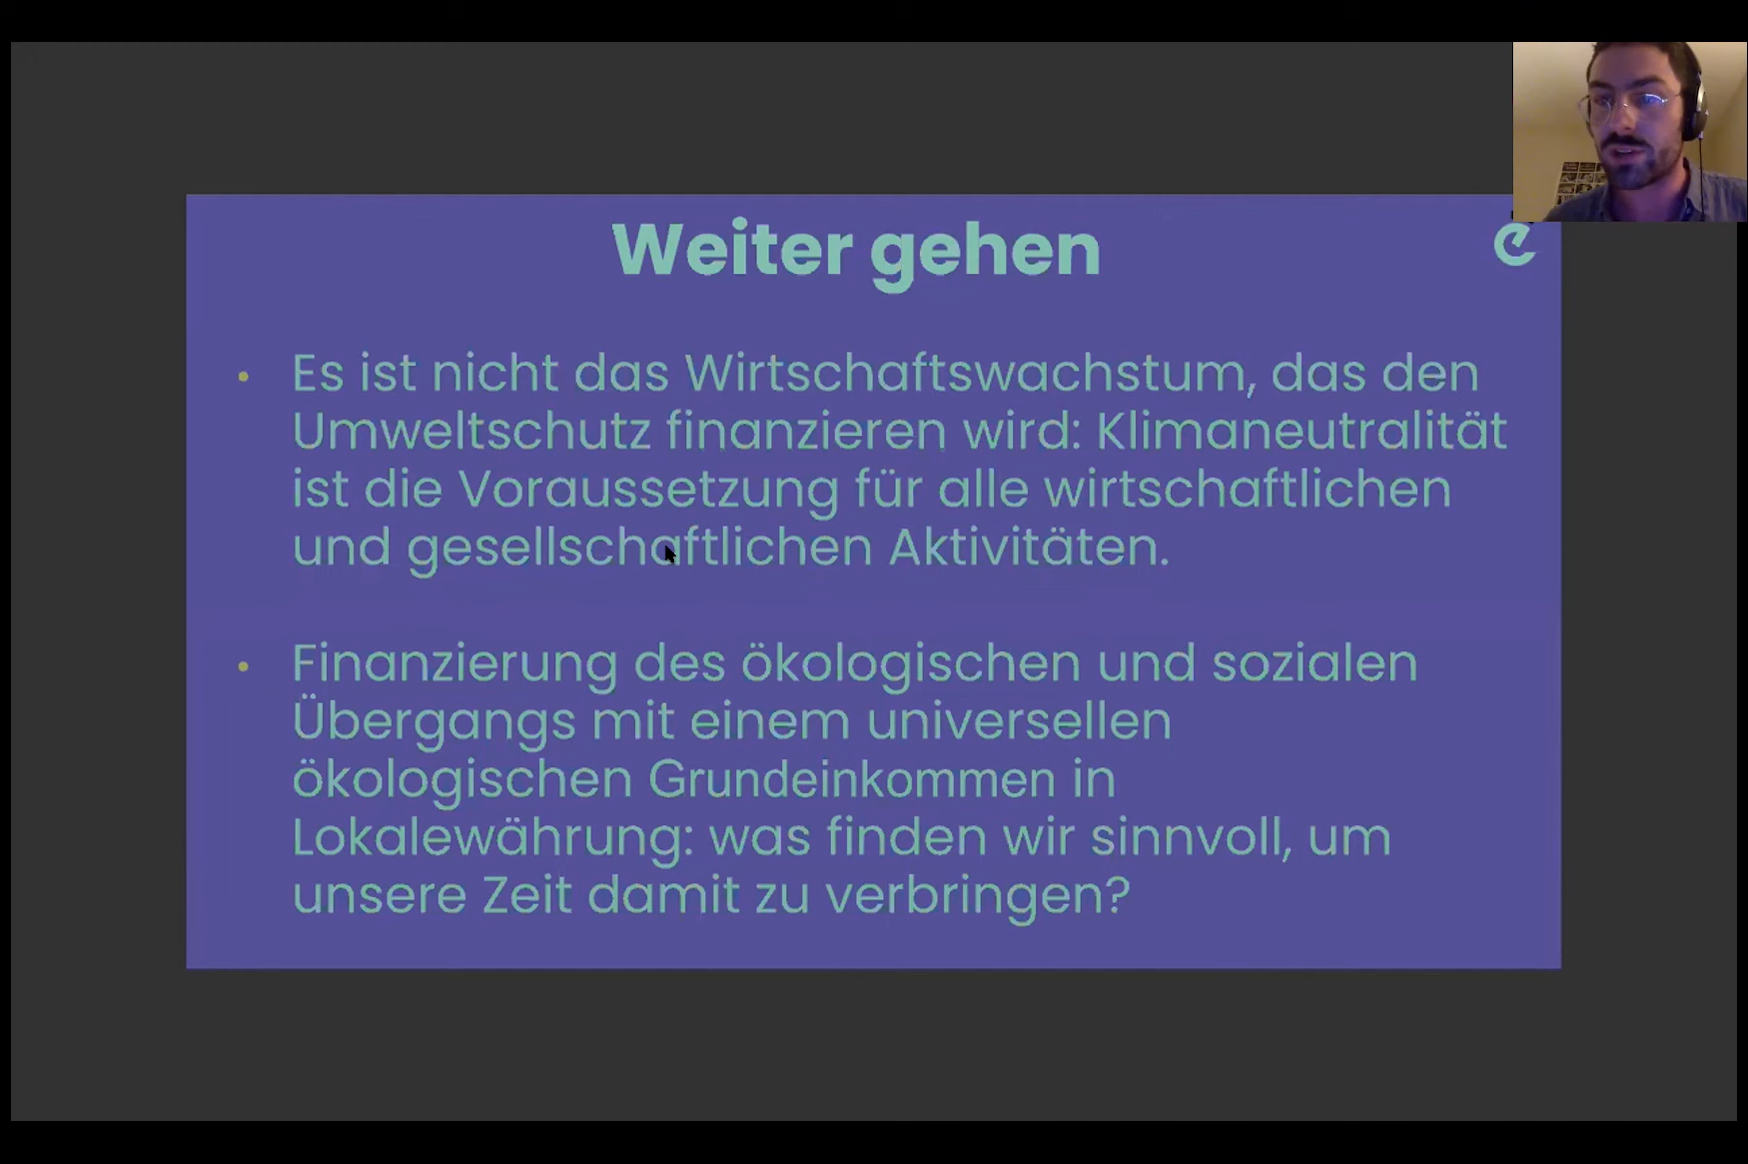 Weiter gehen
• Es ist nicht das Wirtschaftswachstum, das den
Umweltschutz finanzieren wird: Klimaneutralität
ist die Voraussetzung für alle wirtschaftlichen
und gesellschaftlichen Aktivitäten.
• Finanzierung des ökologischen und sozialen
Übergangs mit einem universellen
ökologischen Grundeinkommen in
Lokalewährung: was finden wir sinnvoll, um
unsere Zeit damit zu verbringen?